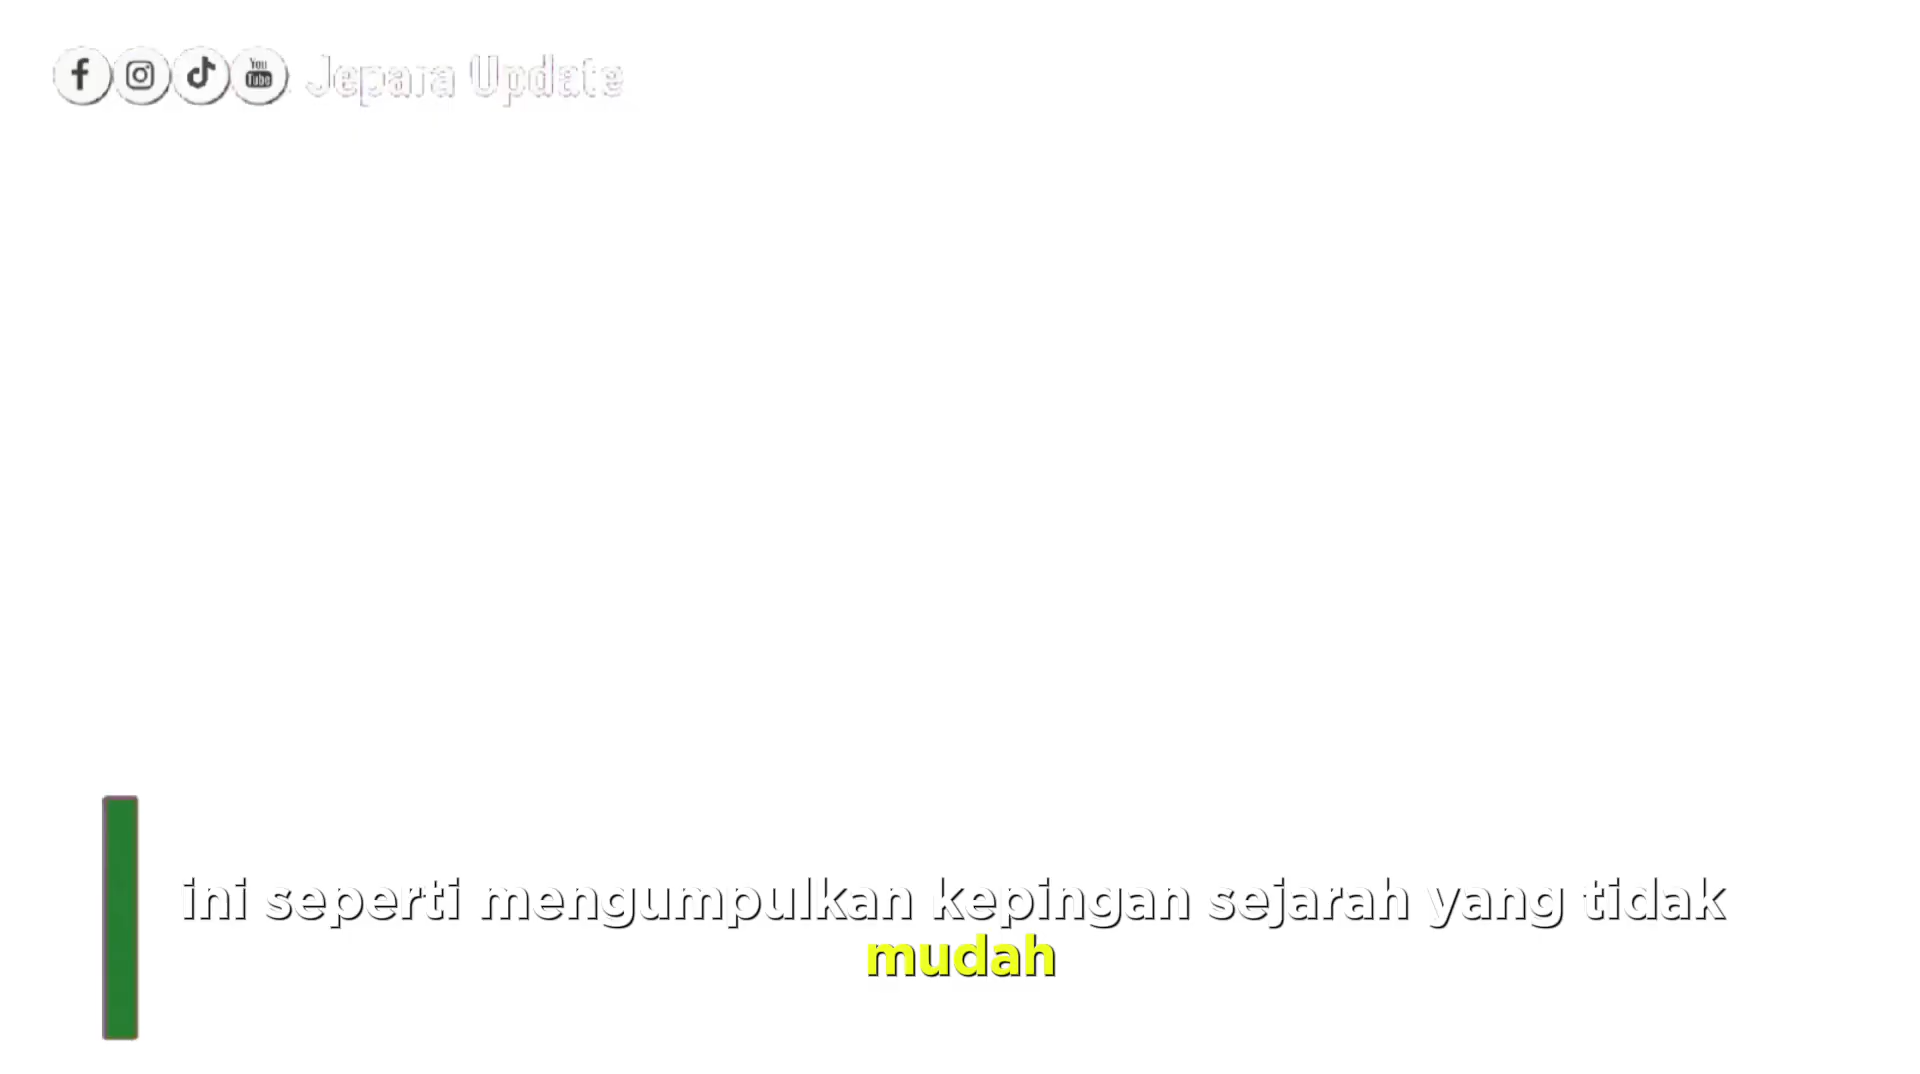 Jepara Update
ini seperti mengumpulkan kepingan sejarah yang tidak
mudah